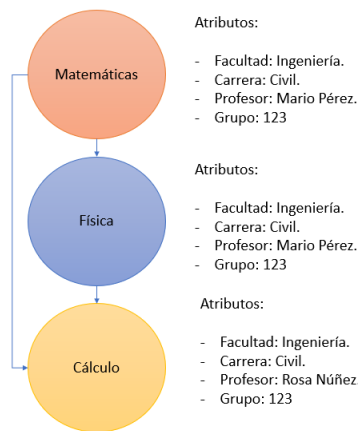 Matemáticas
Atributos:
- Facultad: Ingeniería.
- Carrera: Civil.
- Profesor: Mario Pérez.
- Grupo: 123
Física
Atributos:
- Facultad: Ingeniería.
- Carrera: Civil.
- Profesor: Mario Pérez.
- Grupo: 123
Cálculo
Atributos:
- Facultad: Ingeniería.
- Carrera: Civil.
- Profesor: Rosa Núñez
- Grupo: 123